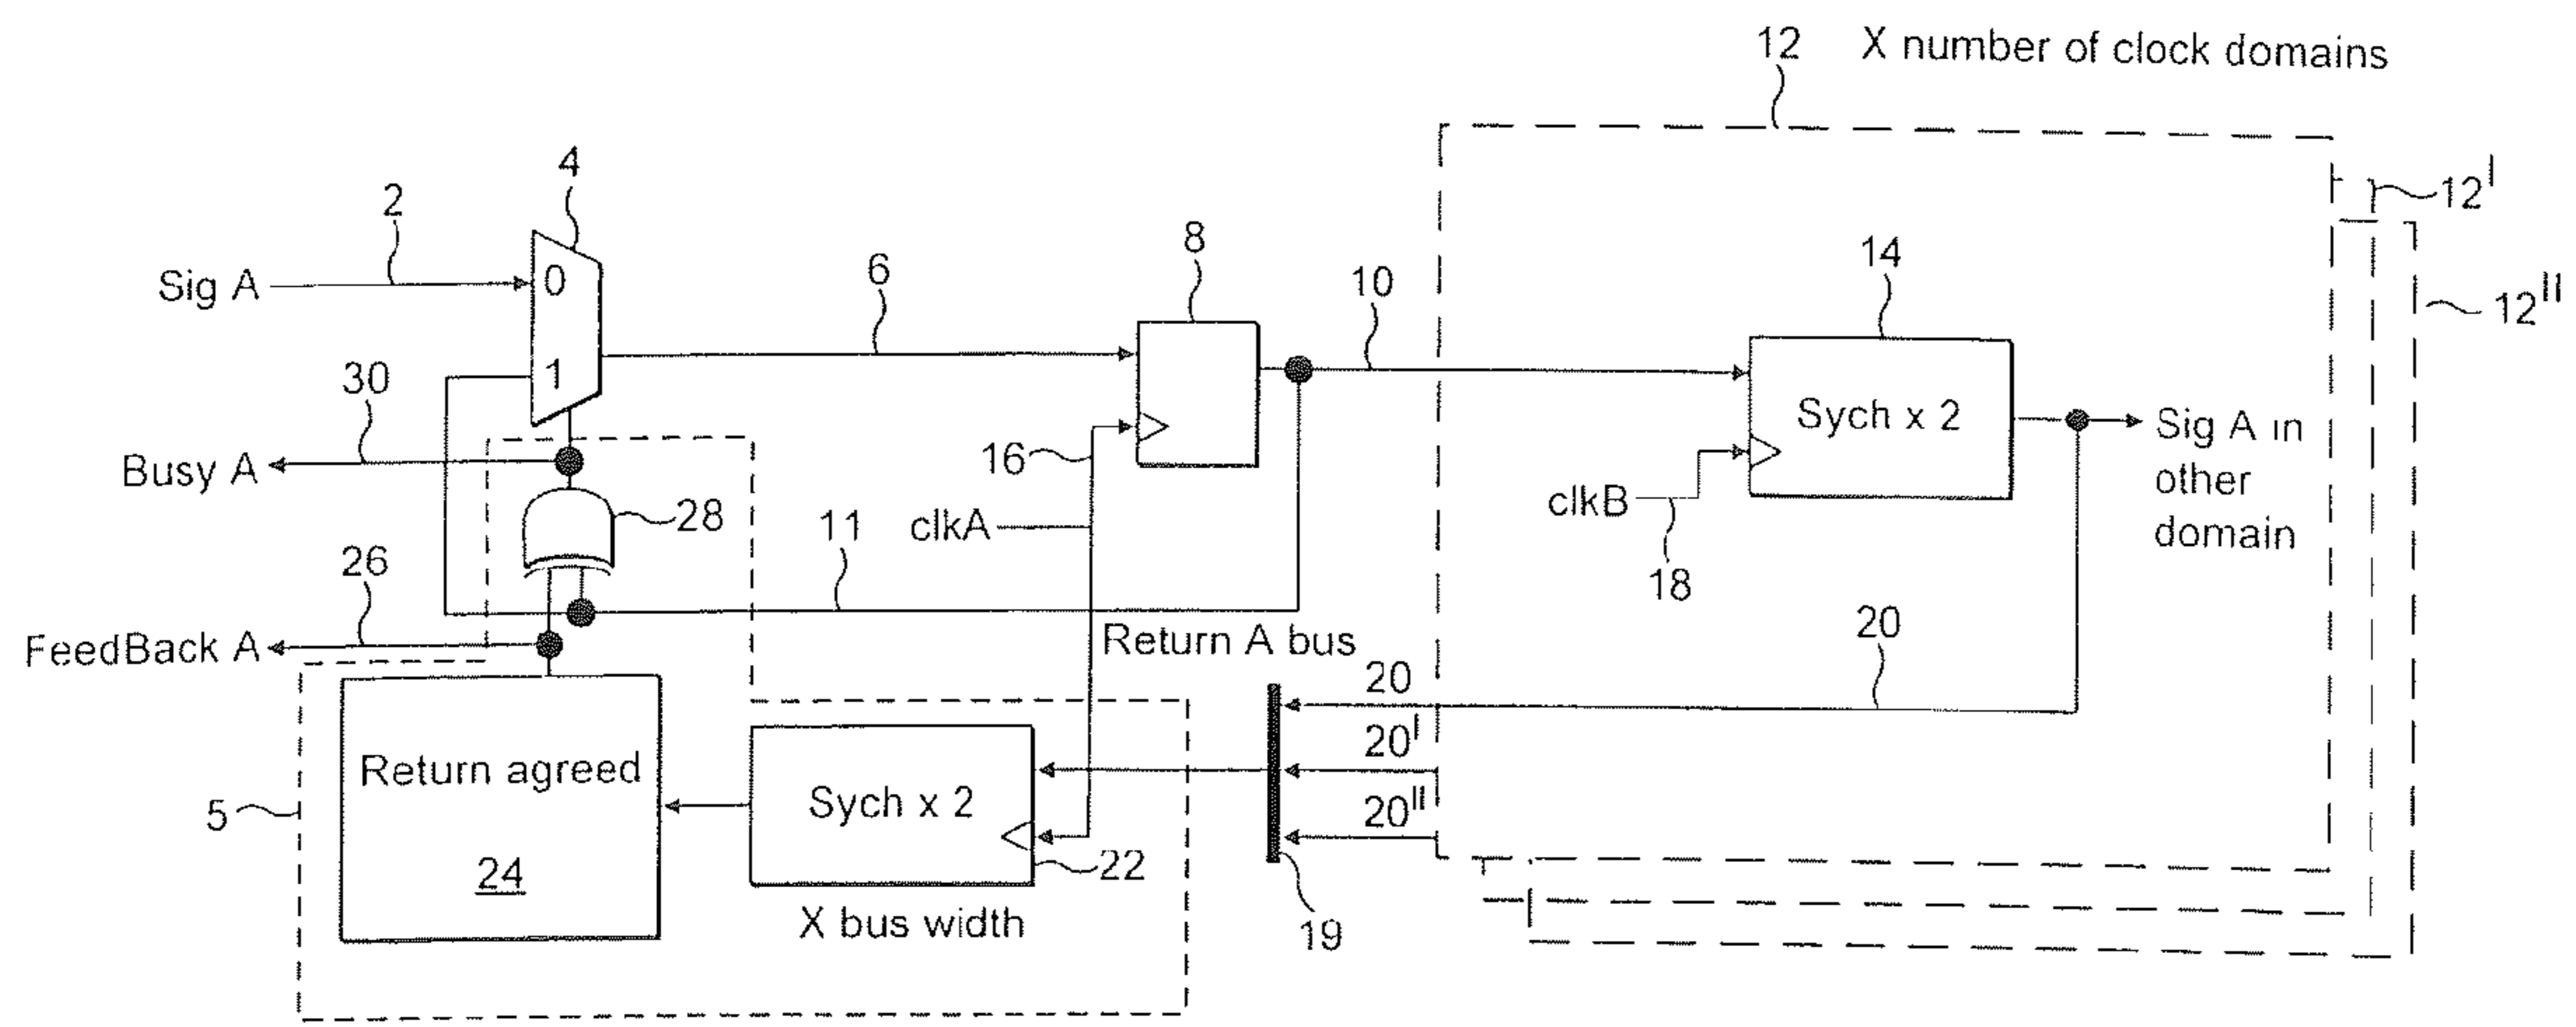 12 X number of clock domains
4
2
12I
8
14
Sig A
0
6
10
12II
30
1
Sych x 2
Sig A in
other
domain
Busy A
16
28
clkA
clkB
11
18
26
FeedBack A
Return A bus
20
20
20I
20II
Return agreed
Sych x 2
5
24
22
X bus width
19